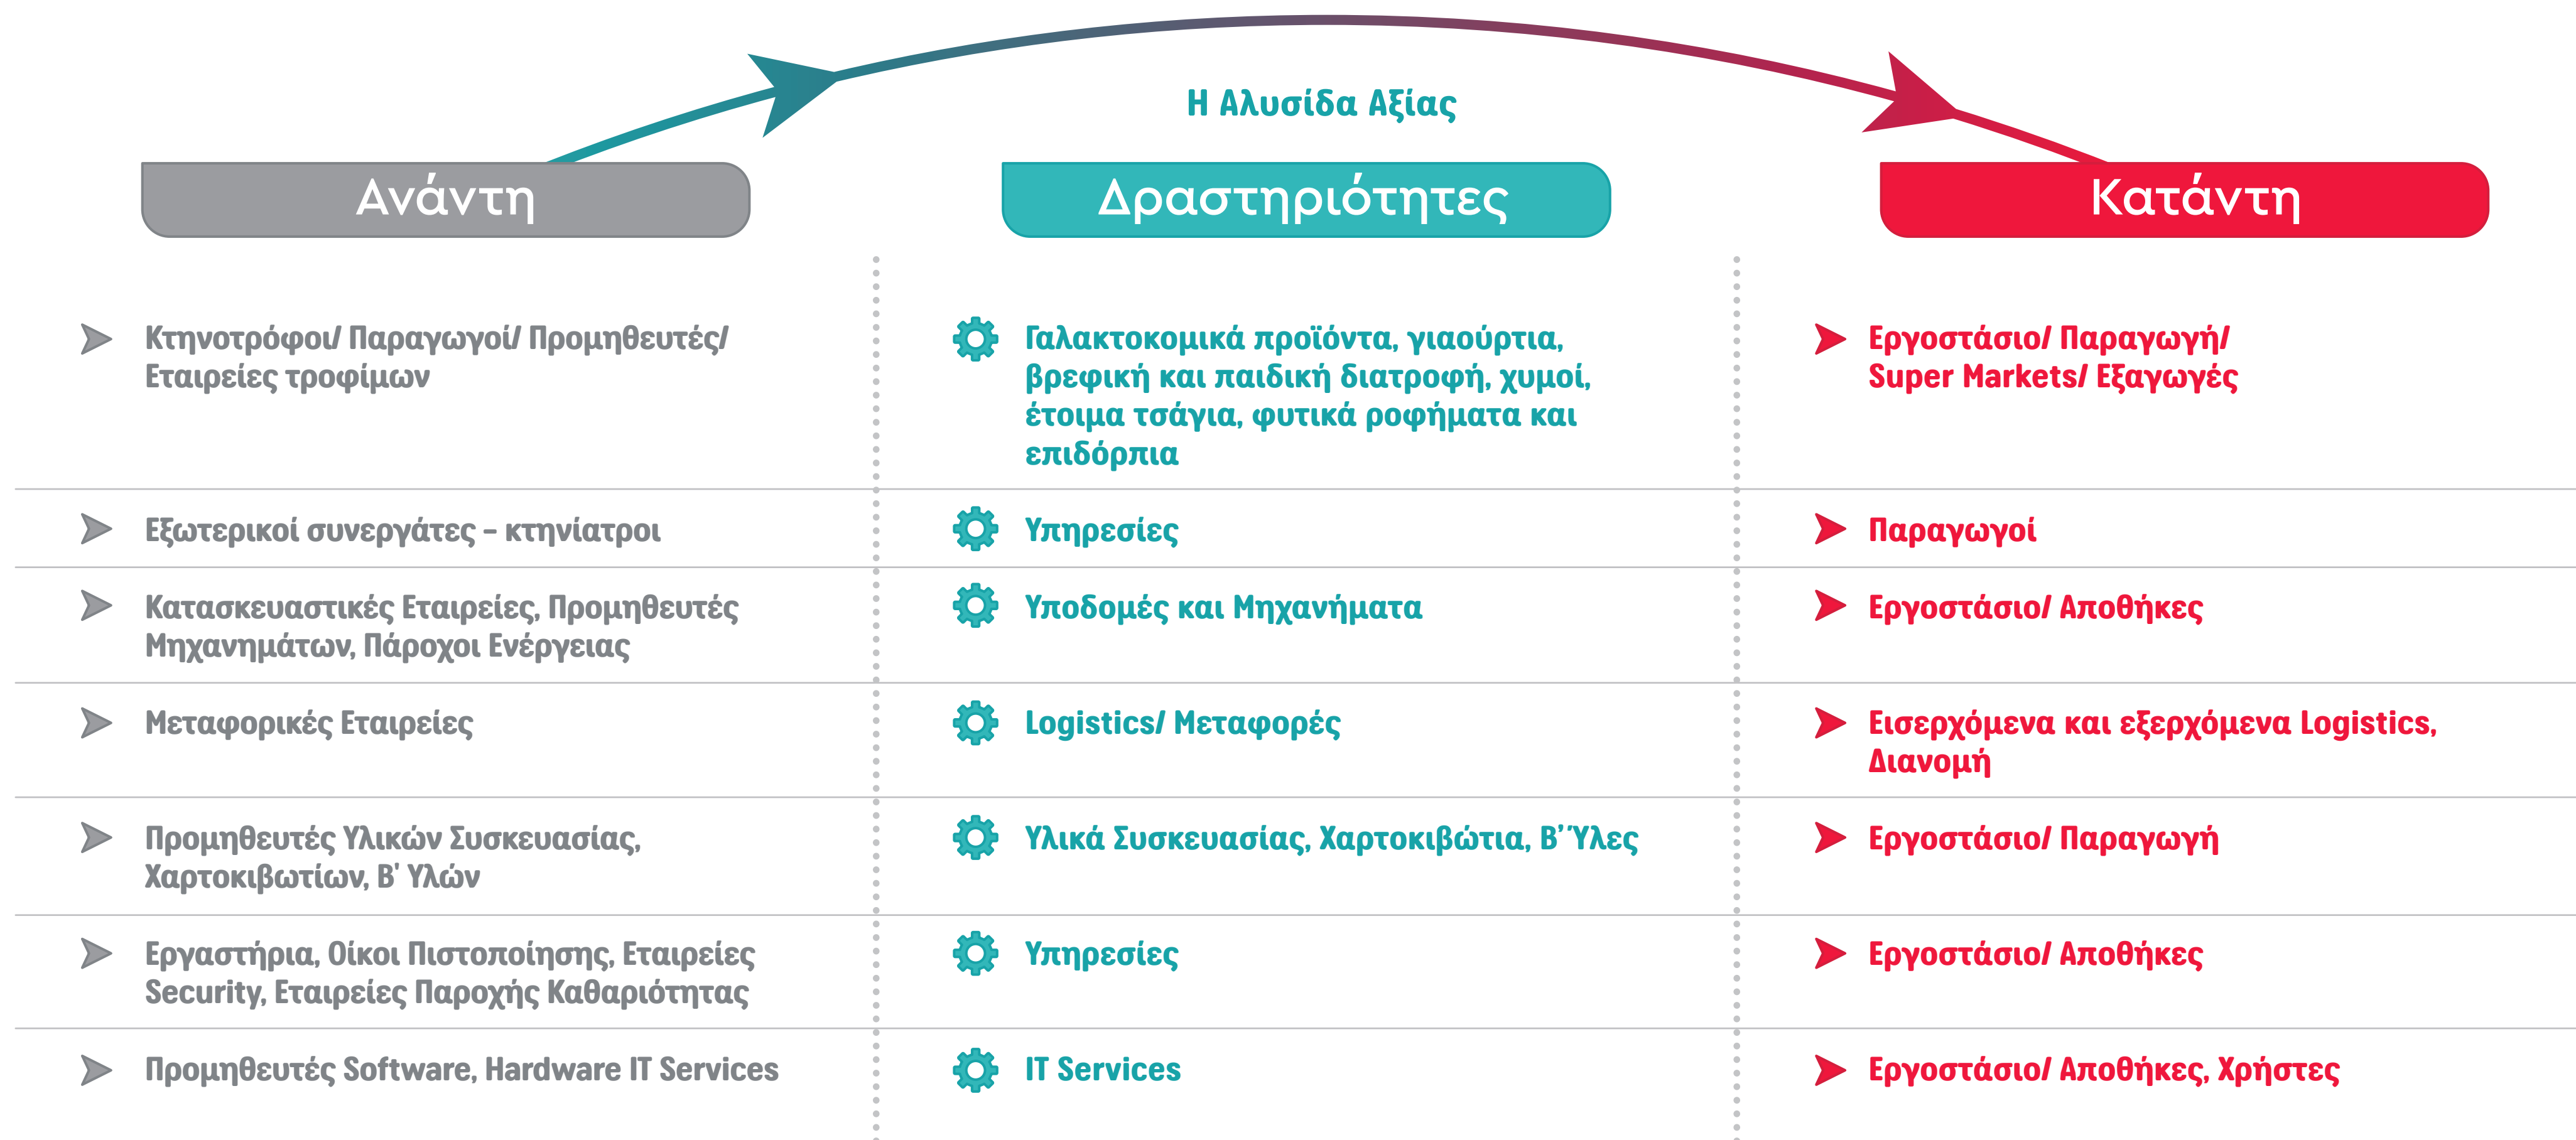 Η Αλυσίδα Αξίας
Ανάντη
Δραστηριότητες
Κατάντη
Κτηνοτρόφοι/ Παραγωγοί/ Προμηθευτές/
Εταιρείες τροφίμων
Γαλακτοκομικά προϊόντα, γιαούρτια,
βρεφική και παιδική διατροφή, χυμοί,
έτοιμα τσάγια, φυτικά ροφήματα και
επιδόρπια
Εργοστάσιο/ Παραγωγή/
Super Markets/ Εξαγωγές
Εξωτερικοί συνεργάτες – κτηνίατροι
Υπηρεσίες
Παραγωγοί
Κατασκευαστικές Εταιρείες, Προμηθευτές
Μηχανημάτων, Πάροχοι Ενέργειας
Υποδομές και Μηχανήματα
Εργοστάσιο/ Αποθήκες
Μεταφορικές Εταιρείες
Logistics/ Μεταφορές
Εισερχόμενα και εξερχόμενα Logistics,
Διανομή
Προμηθευτές Υλικών Συσκευασίας,
Χαρτοκιβωτίων, Β' Υλών
Υλικά Συσκευασίας, Χαρτοκιβώτια, Β' Ύλες
Εργοστάσιο/ Παραγωγή
Εργαστήρια, Οίκοι Πιστοποίησης, Εταιρείες
Security, Εταιρείες Παροχής Καθαριότητας
Υπηρεσίες
Εργοστάσιο/ Αποθήκες
Προμηθευτές Software, Hardware IT Services
IT Services
Εργοστάσιο/ Αποθήκες, Χρήστες